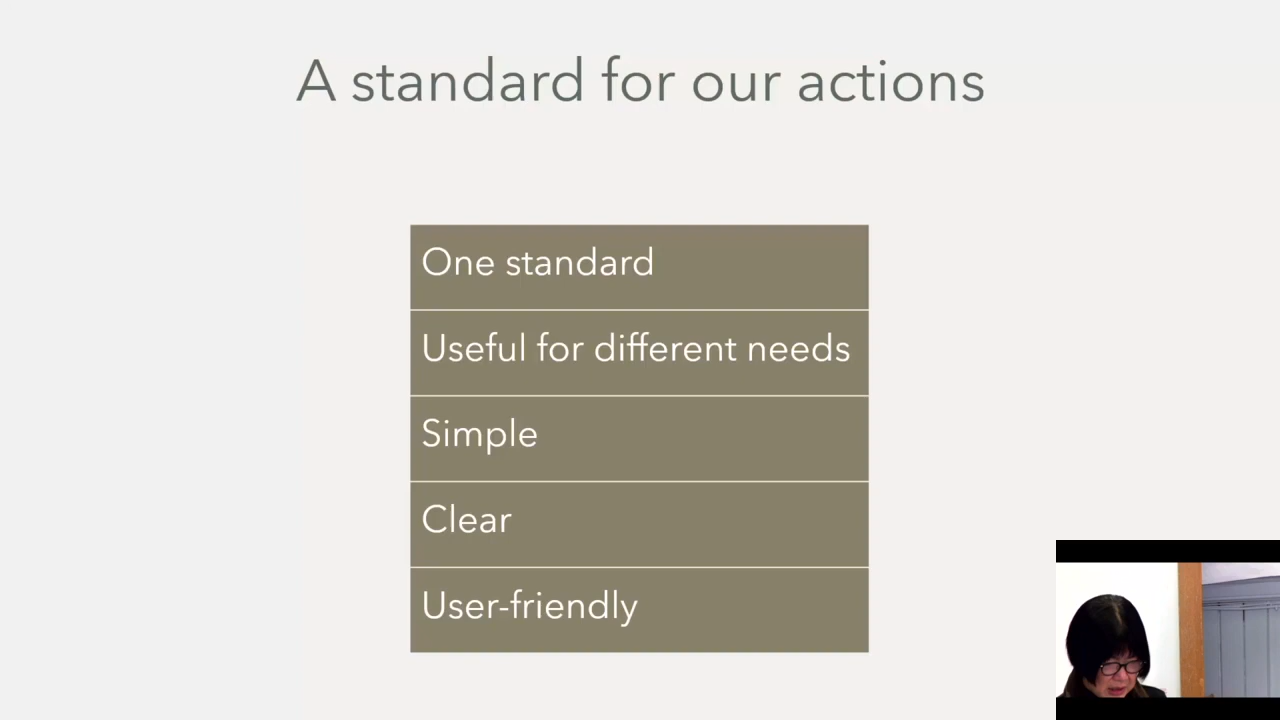 A standard for our actions
One standard
Useful for different needs
Simple
Clear
User-friendly